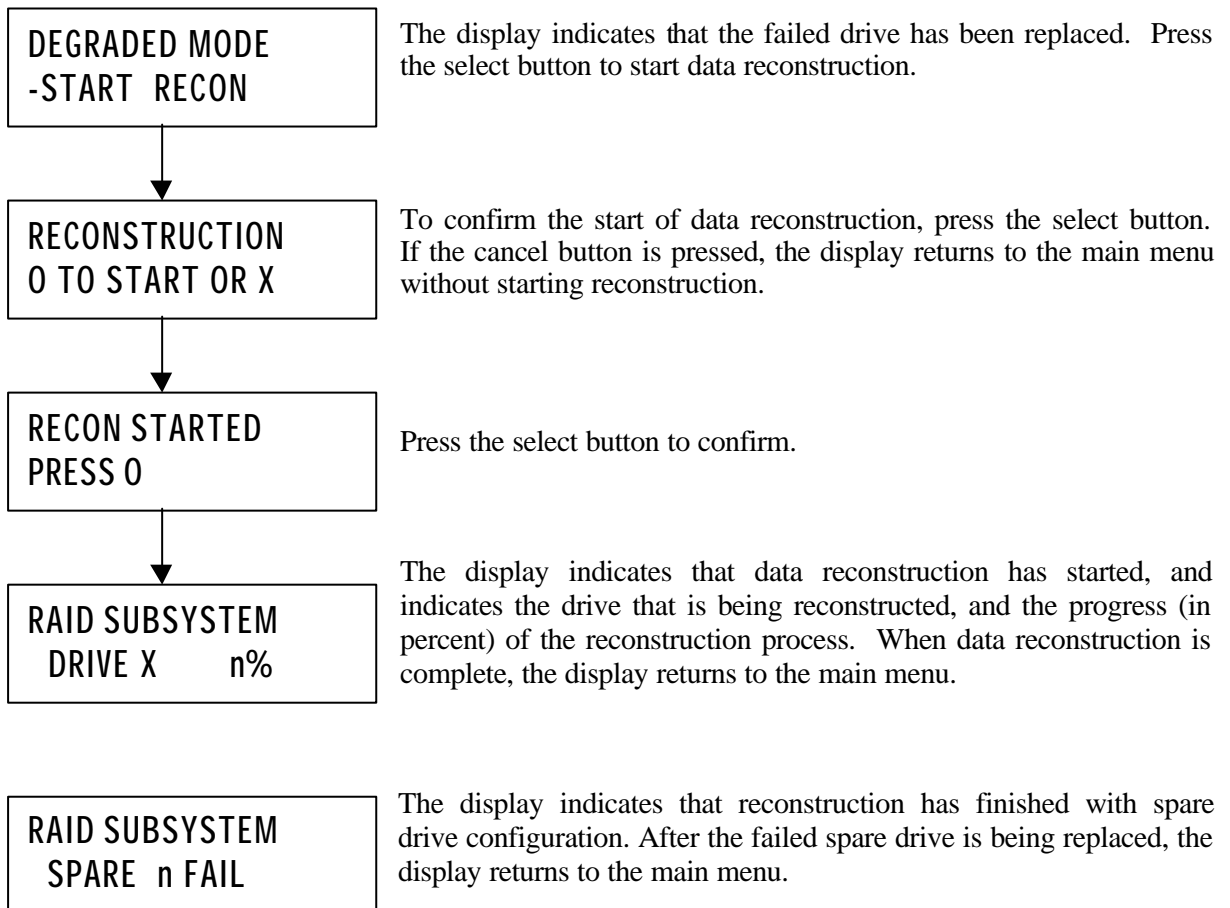 DEGRADED MODE
-START RECON
The display indicates that the failed drive has been replaced. Press
the select button to start data reconstruction.
RECONSTRUCTION
O TO START OR X
To confirm the start of data reconstruction, press the select button.
If the cancel button is pressed, the display returns to the main menu
without starting reconstruction.
RECON STARTED
PRESS O
Press the select button to confirm.
RAID SUBSYSTEM
DRIVE X n%
The display indicates that data reconstruction has started, and
indicates the drive that is being reconstructed, and the progress (in
percent) of the reconstruction process. When data reconstruction is
complete, the display returns to the main menu.
RAID SUBSYSTEM
SPARE n FAIL
The display indicates that reconstruction has finished with spare
drive configuration. After the failed spare drive is being replaced, the
display returns to the main menu.